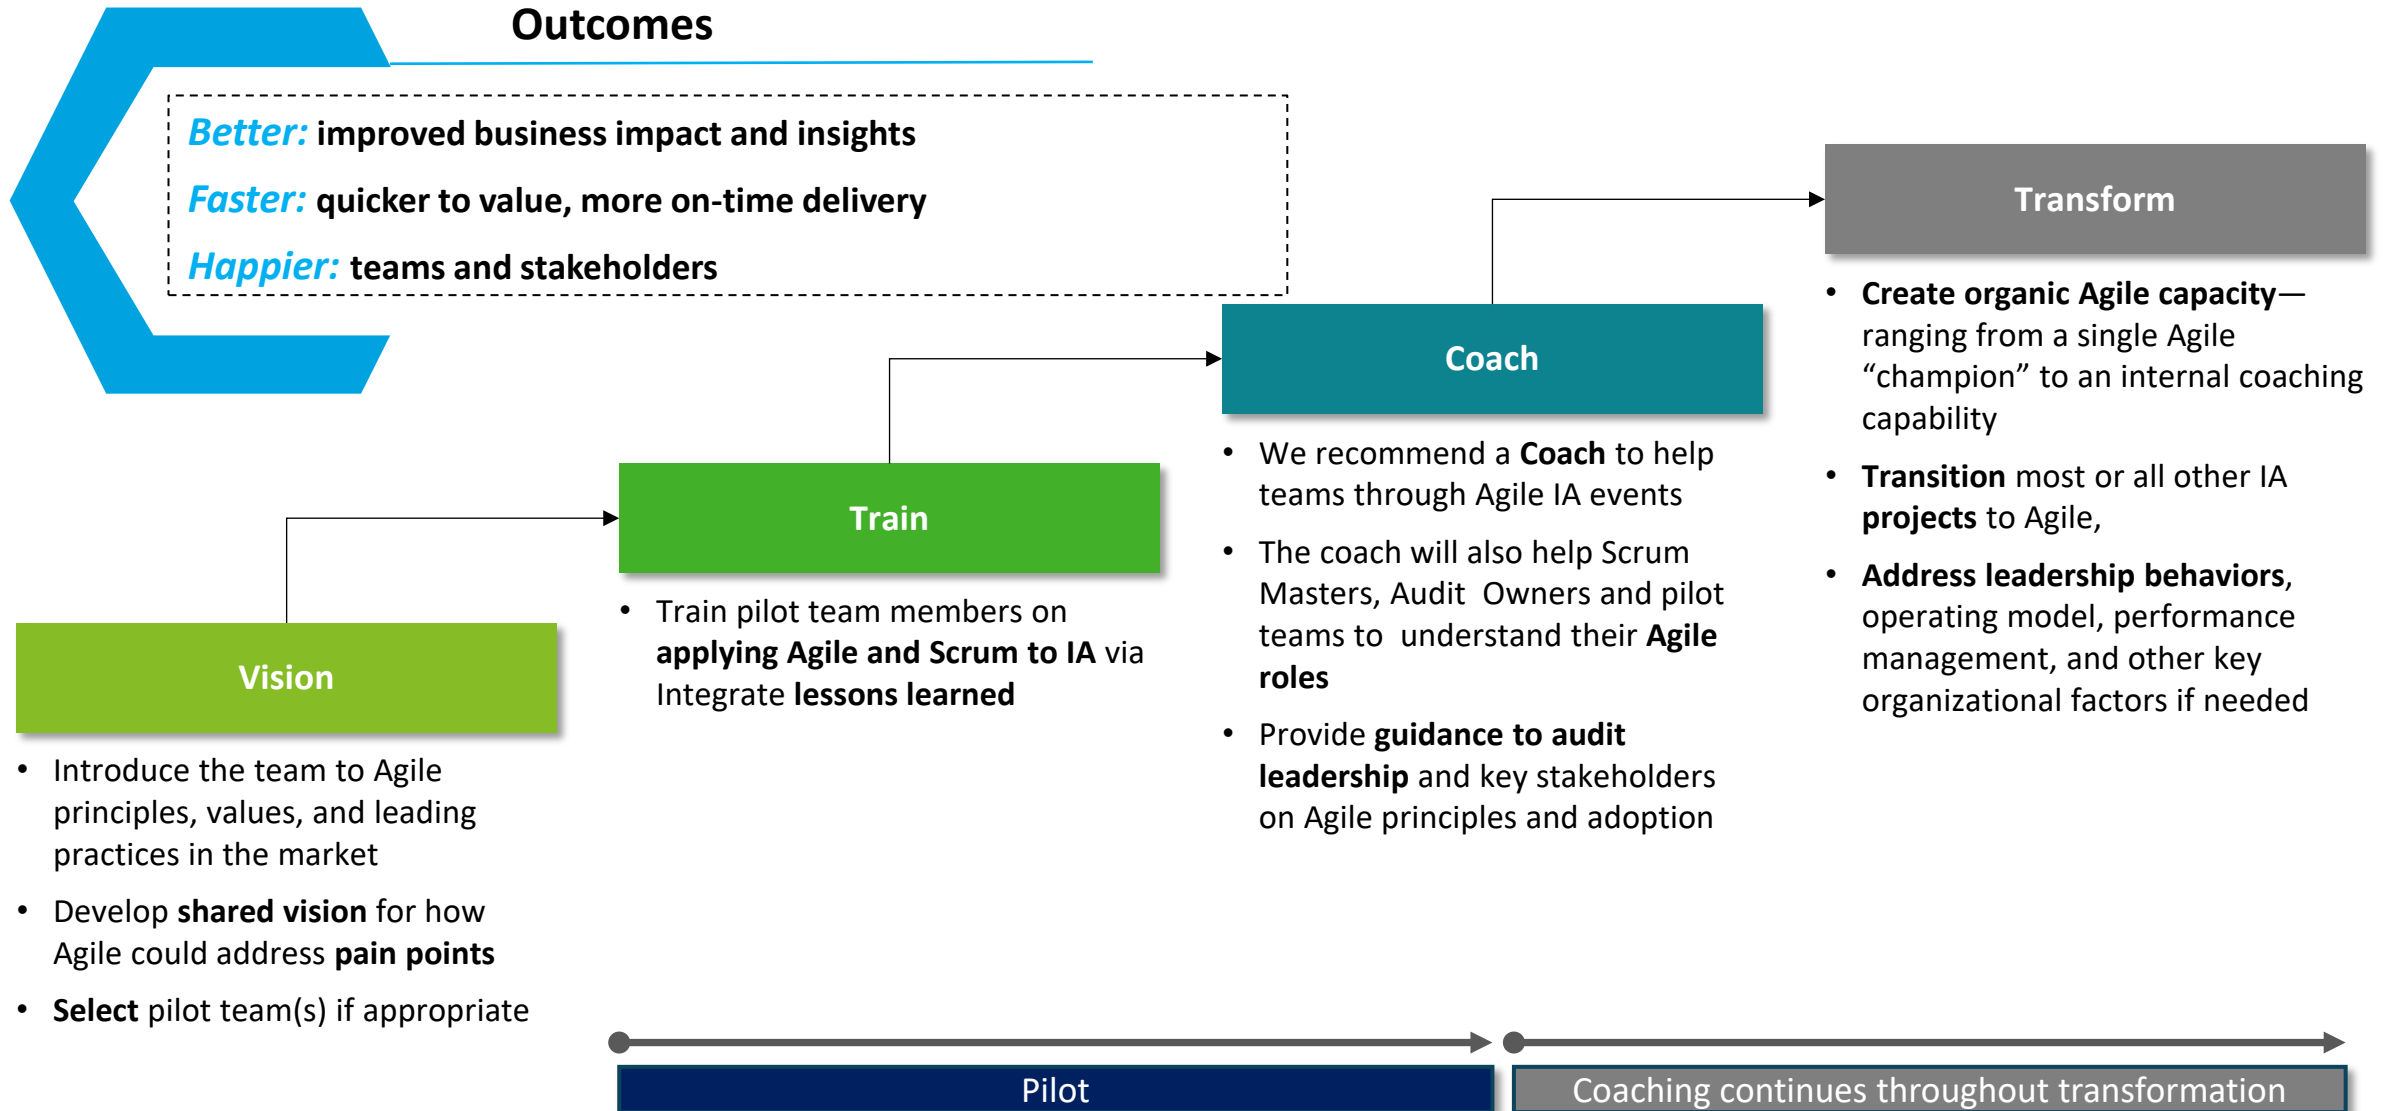 Outcomes
Better: improved business impact and insights
Faster: quicker to value, more on-time delivery
Happier: teams and stakeholders
Vision
• Introduce the team to Agile
principles, values, and leading
practices in the market
• Develop shared vision for how
Agile could address pain points
• Select pilot team(s) if appropriate
Train
• Train pilot team members on
applying Agile and Scrum to IA via
Integrate lessons learned
Coach
• We recommend a Coach to help
teams through Agile IA events
• The coach will also help Scrum
Masters, Audit  Owners and pilot
teams to  understand their Agile
roles
• Provide guidance to audit
leadership and key stakeholders
on Agile principles and adoption
Transform
• Create organic Agile capacity—
ranging from a single Agile
“champion” to an internal coaching
capability
• Transition most or all other IA
projects to Agile,
• Address leadership behaviors,
operating model, performance
management, and other key
organizational factors if needed
Pilot
Coaching continues throughout transformation